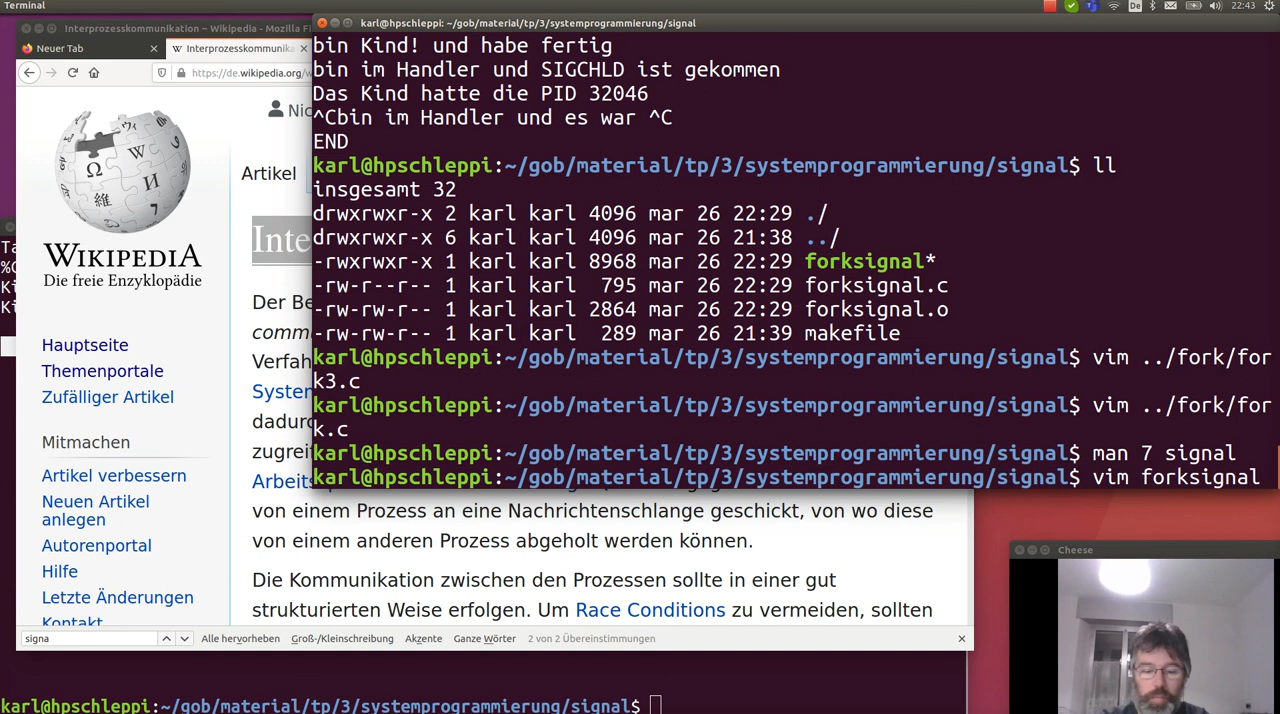 Terminal
De
22:43
Interprozesskommunikation – Wikipedia - Mozilla Fi
Neuer Tab
Interprozesskommunika
https://de.wikipedia.org/w
WIKIPEDIA
Die freie Enzyklopädie
Hauptseite
Themenportale
Zufälliger Artikel
Mitmachen
Artikel verbessern
Neuen Artikel
anlegen
Autorenportal
Hilfe
Letzte Änderungen
Kontakt
Nic
Artikel
Inte
Der Be
commu
Verfah
System
dadurc
zugrei
Arbeits
von einem Prozess an eine Nachrichtenschlange geschickt, von wo diese
von einem anderen Prozess abgeholt werden können.
Die Kommunikation zwischen den Prozessen sollte in einer gut
strukturierten Weise erfolgen. Um Race Conditions zu vermeiden, sollten
signa
Alle hervorheben Groß-/Kleinschreibung Akzente Ganze Wörter 2 von 2 Übereinstimmungen
karl@hpschleppi: ~/gob/material/tp/3/systemprogrammierung/signal
bin Kind! und habe fertig
bin im Handler und SIGCHLD ist gekommen
Das Kind hatte die PID 32046
^Cbin im Handler und es war ^C
END
karl@hpschleppi:~/gob/material/tp/3/systemprogrammierung/signal$ ll
insgesamt 32
drwxrwxr-x 2 karl karl 4096 mar 26 22:29 ./
drwxrwxr-x 6 karl karl 4096 mar 26 21:38 ../
-rwxrwxr-x 1 karl karl 8968 mar 26 22:29 forksignal*
-rw-r--r-- 1 karl karl  795 mar 26 22:29 forksignal.c
-rw-rw-r-- 1 karl karl 2864 mar 26 22:29 forksignal.o
-rw-rw-r-- 1 karl karl  289 mar 26 21:39 makefile
karl@hpschleppi:~/gob/material/tp/3/systemprogrammierung/signal$ vim ../fork/for
k3.c
karl@hpschleppi:~/gob/material/tp/3/systemprogrammierung/signal$ vim ../fork/for
k.c
karl@hpschleppi:~/gob/material/tp/3/systemprogrammierung/signal$ man 7 signal
karl@hpschleppi:~/gob/material/tp/3/systemprogrammierung/signal$ vim forksignal
Cheese
karl@hpschleppi:~/gob/material/tp/3/systemprogrammierung/signal$